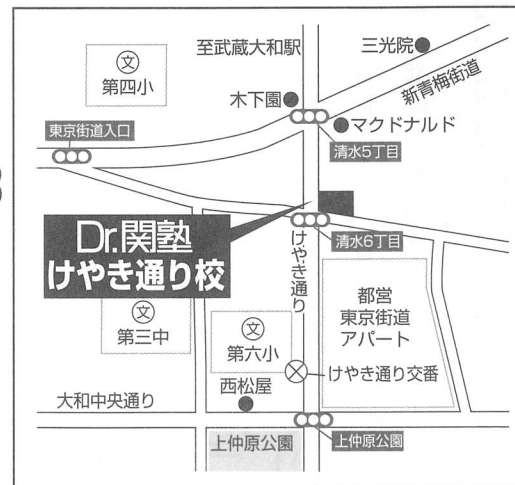 至武蔵大和駅
三光院
文
第四小
木下園
新青梅街道
マクドナルド
東京街道入口
清水5丁目
Dr.関塾
けやき通り校
清水6丁目
けやき通り
都営
東京街道
アパート
文
第三中
文
第六小
けやき通り交番
西松屋
大和中央通り
上仲原公園
上仲原公園